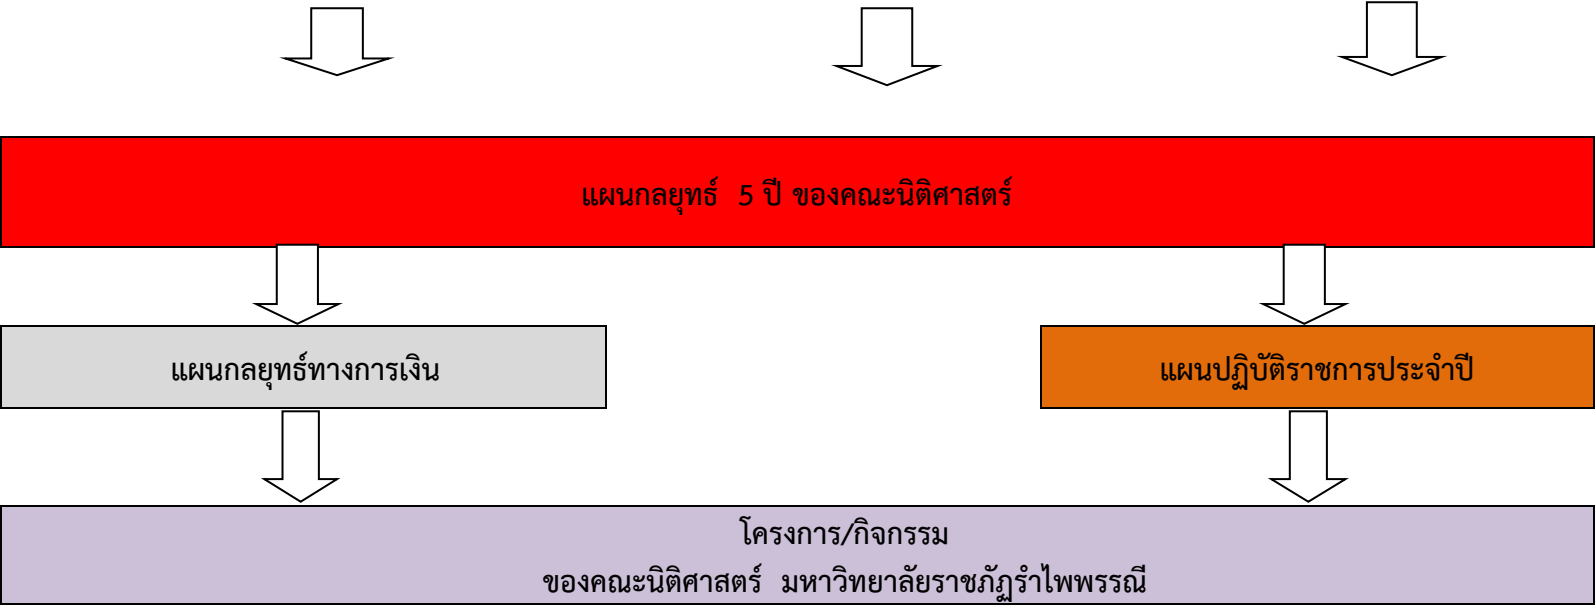 แผนกลยุทธ์ 5 ปี ของคณะนิติศาสตร์
แผนกลยุทธ์ทางการเงิน
แผนปฏิบัติราชการประจำปี
โครงการ/กิจกรรม
ของคณะนิติศาสตร์ มหาวิทยาลัยราชภัฏรำไพพรรณี